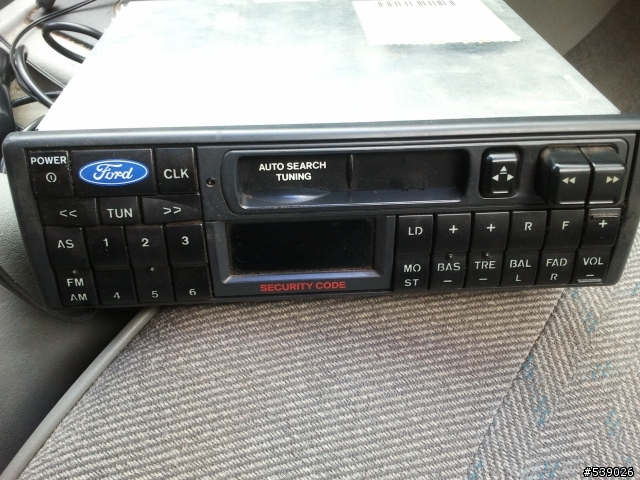 POWER
Ford
CLK
AUTO SEARCH
TUNING
<< TUN >>
AS 1 2 3
LD + + R F +
FM
AM 4 5 6
MO
ST
BAS
−
TRE
−
BAL
L
FAD
R
VOL
−
SECURITY CODE
#539026